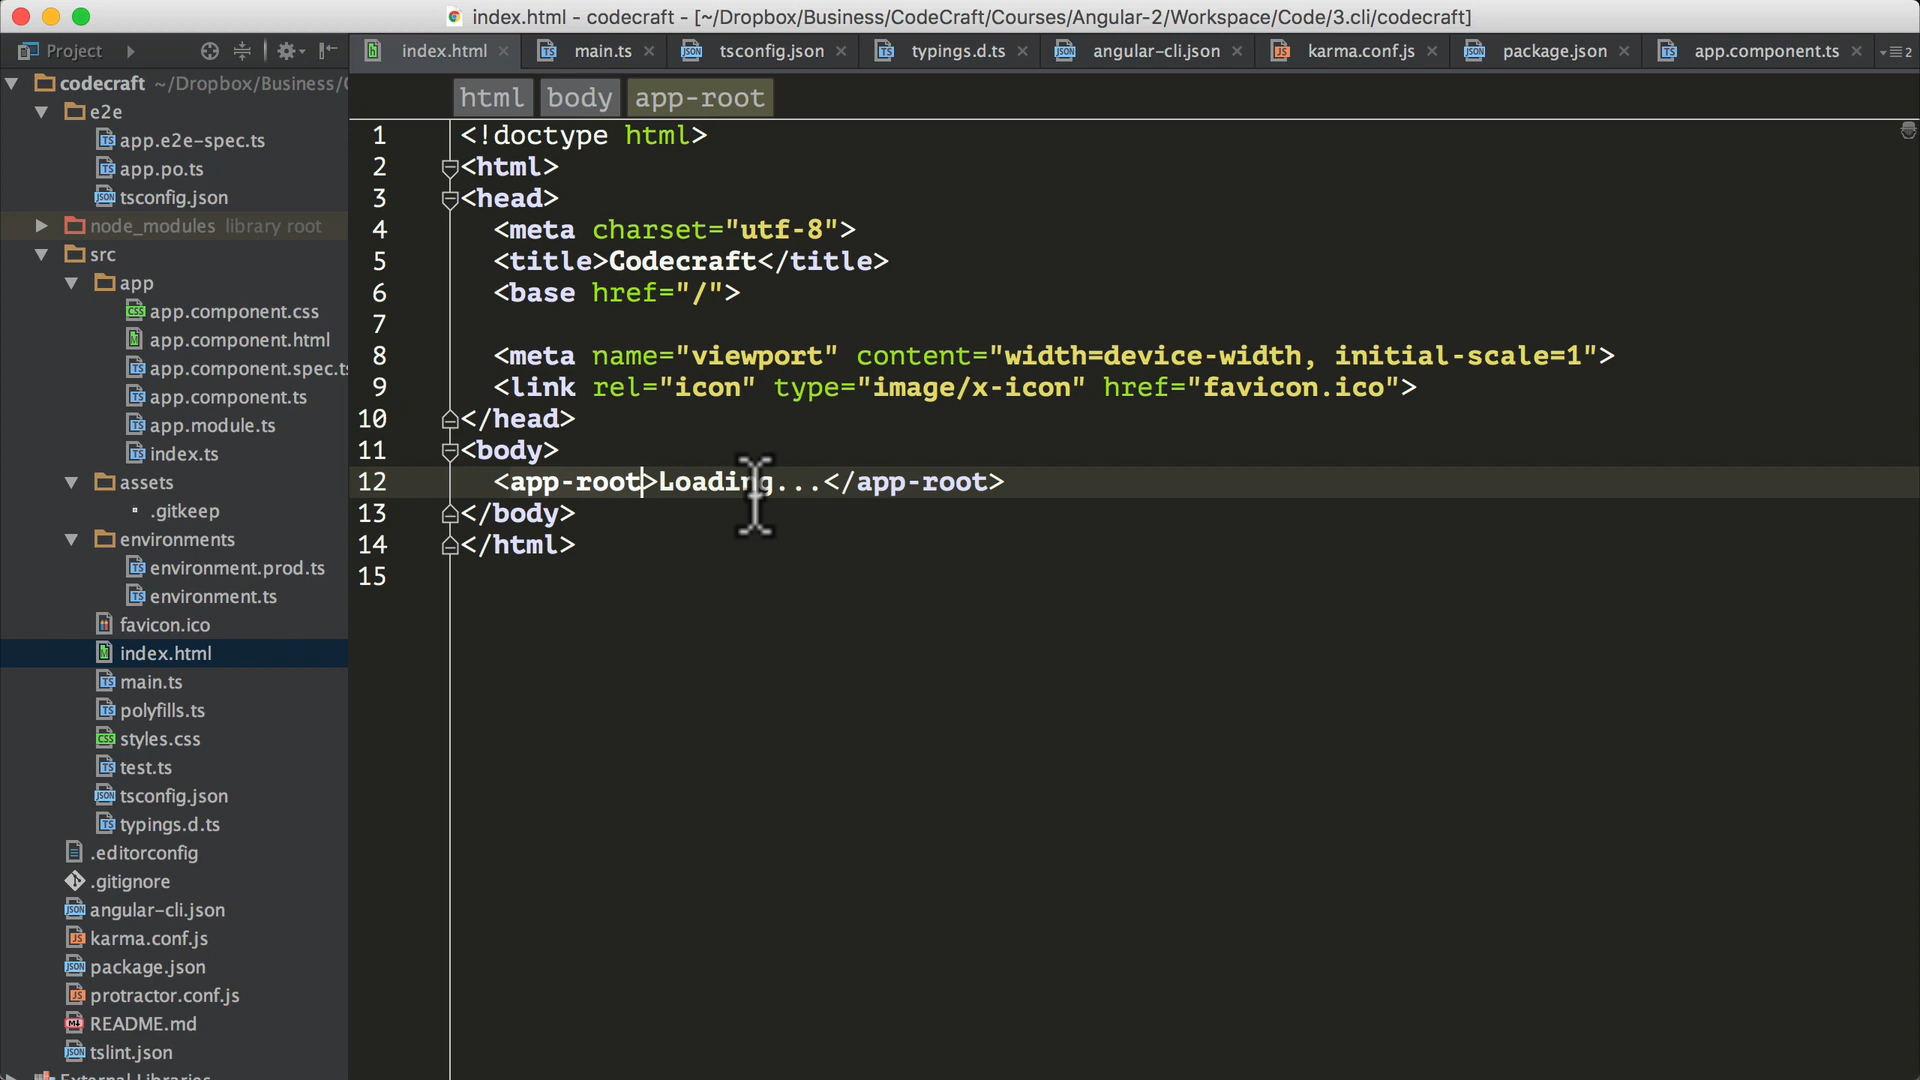 index.html - codecraft - [~/Dropbox/Business/CodeCraft/Courses/Angular-2/Workspace/Code/3.cli/codecraft]
Project
index.html
main.ts
tsconfig.json
typings.d.ts
angular-cli.json
karma.conf.js
package.json
app.component.ts
2
html body app-root
codecraft ~/Dropbox/Business/
e2e
app.e2e-spec.ts
app.po.ts
tsconfig.json
node_modules library root
src
app
app.component.css
app.component.html
app.component.spec.ts
app.component.ts
app.module.ts
index.ts
assets
.gitkeep
environments
environment.prod.ts
environment.ts
favicon.ico
index.html
main.ts
polyfills.ts
styles.css
test.ts
tsconfig.json
typings.d.ts
.editorconfig
.gitignore
angular-cli.json
karma.conf.js
package.json
protractor.conf.js
README.md
tslint.json
External Libraries
1 <!doctype html>
2 <html>
3 <head>
4 <meta charset="utf-8">
5 <title>Codecraft</title>
6 <base href="/">
7
8 <meta name="viewport" content="width=device-width, initial-scale=1">
9 <link rel="icon" type="image/x-icon" href="favicon.ico">
10 </head>
11 <body>
12 <app-root>Loading...</app-root>
13 </body>
14 </html>
15